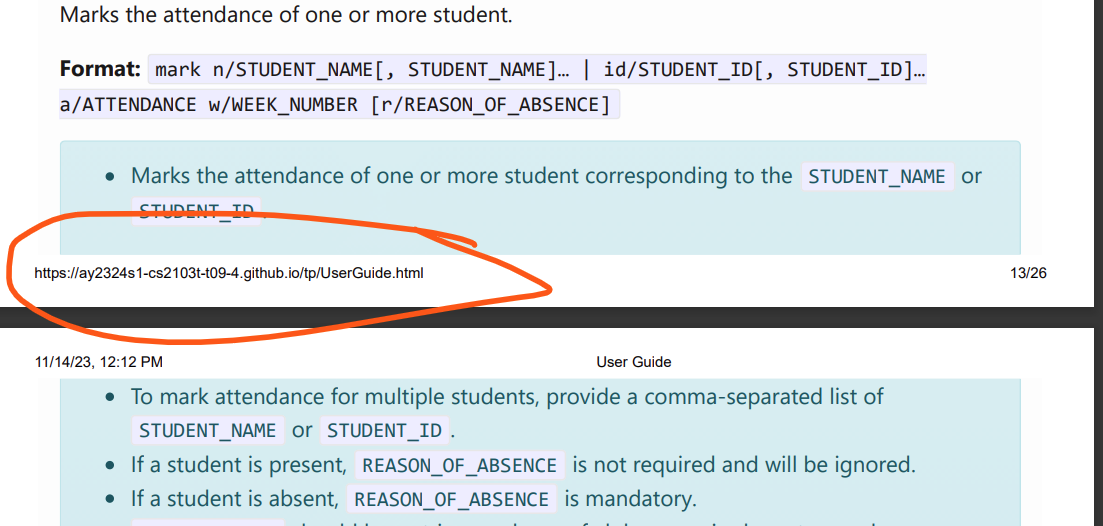 Marks the attendance of one or more student.
Format: mark n/STUDENT_NAME[, STUDENT_NAME]… | id/STUDENT_ID[, STUDENT_ID]…
a/ATTENDANCE w/WEEK_NUMBER [r/REASON_OF_ABSENCE]
• Marks the attendance of one or more student corresponding to the STUDENT_NAME or
STUDENT_ID.
https://ay2324s1-cs2103t-t09-4.github.io/tp/UserGuide.html 13/26
11/14/23, 12:12 PM User Guide
• To mark attendance for multiple students, provide a comma-separated list of
STUDENT_NAME or STUDENT_ID.
• If a student is present, REASON_OF_ABSENCE is not required and will be ignored.
• If a student is absent, REASON_OF_ABSENCE is mandatory.